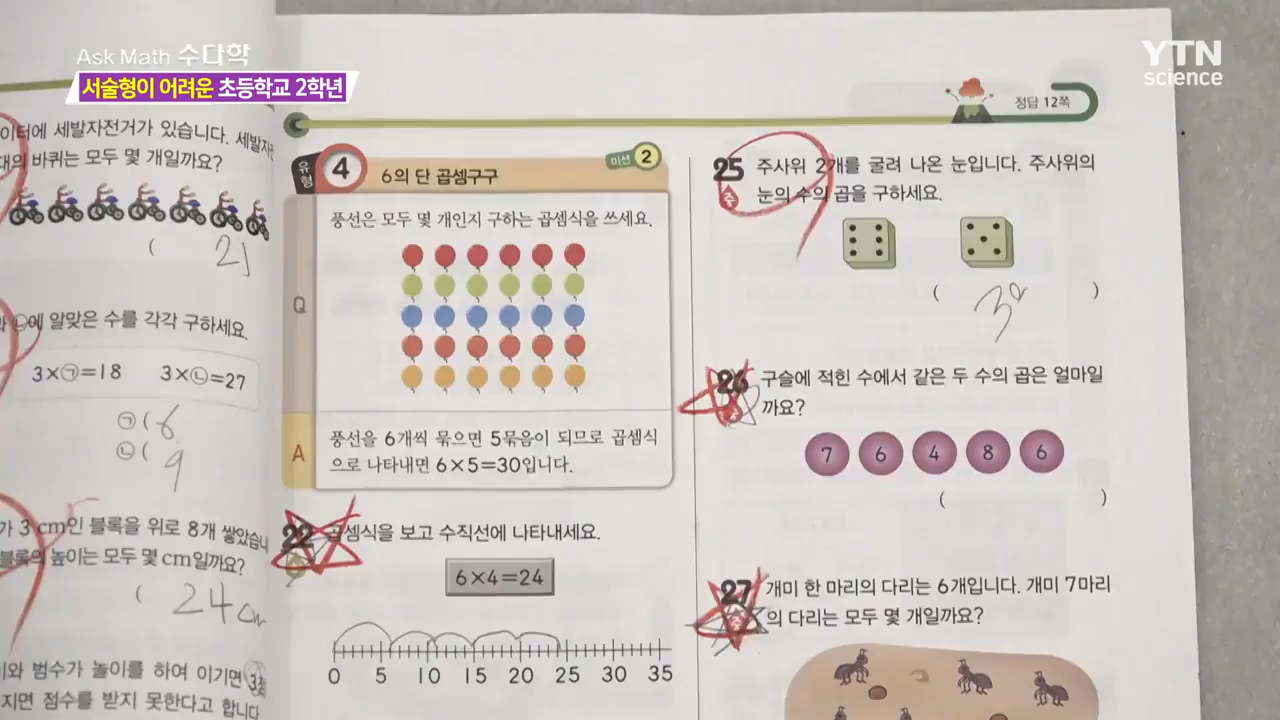 Ask Math 수다학
서술형이 어려운 초등학교 2학년
YTN
science
정답 12쪽
이터에 세발자전거가 있습니다. 세발자전
대의 바퀴는 모두 몇 개일까요?
( 21
㉡에 알맞은 수를 각각 구하세요.
3×㉠=18 3×㉡=27
㉠( 6
㉡( 9
가 3 cm인 블록을 위로 8개 쌓았습니
블록의 높이는 모두 몇 cm일까요?
( 24cm
와 범수가 놀이를 하여 이기면 3점
지면 점수를 받지 못한다고 합니다
유형 4 6의 단 곱셈구구 미션 2
Q
풍선은 모두 몇 개인지 구하는 곱셈식을 쓰세요.
A
풍선을 6개씩 묶으면 5묶음이 되므로 곱셈식
으로 나타내면 6×5=30입니다.
22 곱셈식을 보고 수직선에 나타내세요.
6×4=24
0 5 10 15 20 25 30 35
25 주사위 2개를 굴려 나온 눈입니다. 주사위의
중 눈의 수의 곱을 구하세요.
( 30 )
26 구슬에 적힌 수에서 같은 두 수의 곱은 얼마일
중 까요?
7 6 4 8 6
( )
27 개미 한 마리의 다리는 6개입니다. 개미 7마리
중 의 다리는 모두 몇 개일까요?